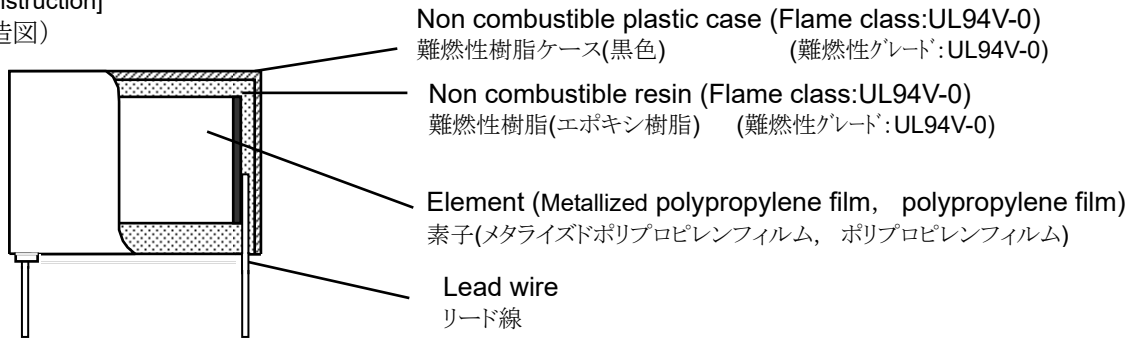 nstruction]
造図）
Non combustible plastic case (Flame class:UL94V-0)
難燃性樹脂ケース(黒色) (難燃性ｸﾞﾚｰﾄﾞ:UL94V-0)
Non combustible resin (Flame class:UL94V-0)
難燃性樹脂(エポキシ樹脂) (難燃性ｸﾞﾚｰﾄﾞ:UL94V-0)
Element (Metallized polypropylene film, polypropylene film)
素子(メタライズドポリプロピレンフィルム, ポリプロピレンフィルム)
Lead wire
リード線